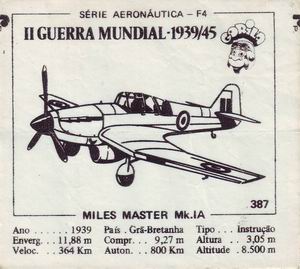 SÉRIE AERONÁUTICA – F4
II GUERRA MUNDIAL-1939/45
387
MILES MASTER Mk.IA
Ano ...... 1939 País . Grã-Bretanha Tipo ... Instrução
Enverg. . 11,88 m Compr. .. 9,27 m Altura .. 3,05 m
Veloc. .. 364 Km Auton. .. 800 Km Altitude . 8.500 m